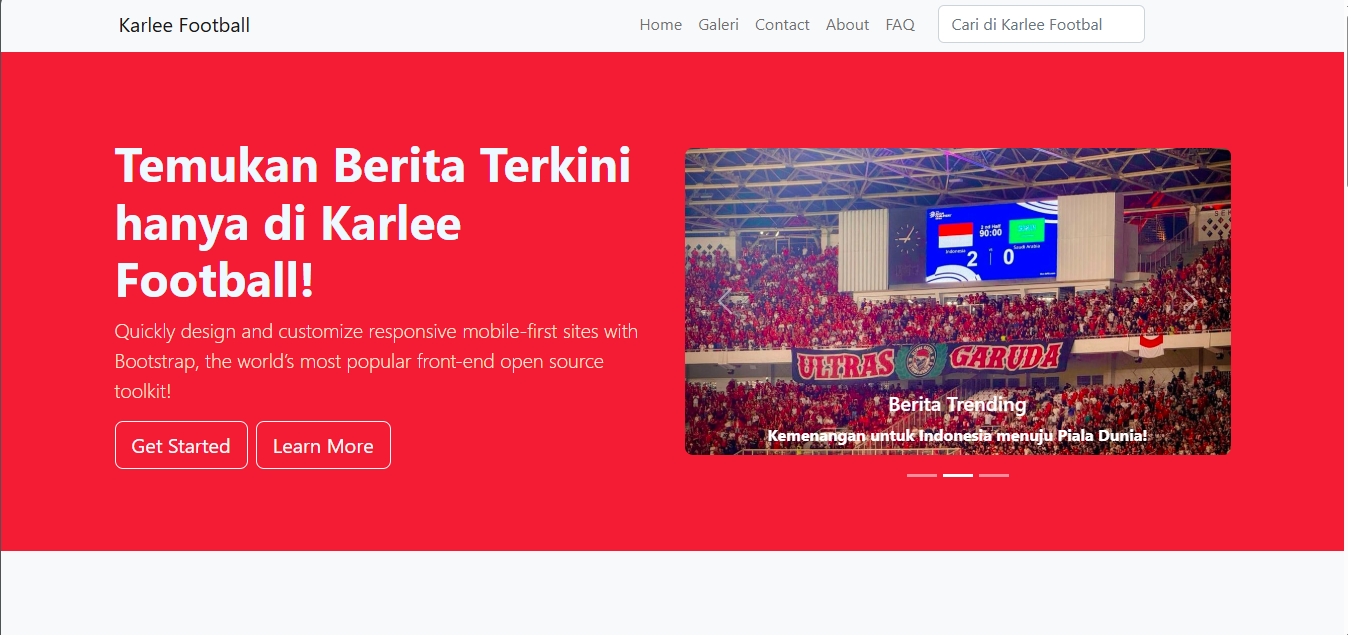 Karlee Football
Home Galeri Contact About FAQ
Cari di Karlee Footbal
Temukan Berita Terkini
hanya di Karlee
Football!
Quickly design and customize responsive mobile-first sites with
Bootstrap, the world’s most popular front-end open source
toolkit!
Get Started
Learn More
2 nd Half
90:00
Indonesia
Saudi Arabia
2 0
ULTRAS GARUDA
Berita Trending
Kemenangan untuk Indonesia menuju Piala Dunia!